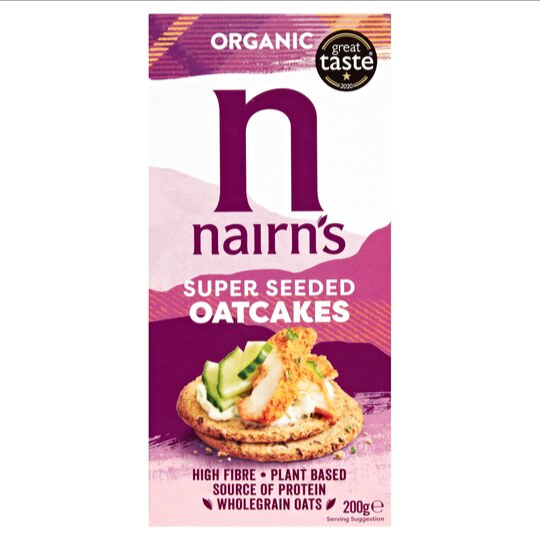 ORGANIC
great
taste
2020
n
nairn's
SUPER SEEDED
OATCAKES
HIGH FIBRE • PLANT BASED
SOURCE OF PROTEIN
WHOLEGRAIN OATS
200g℮
Serving Suggestion